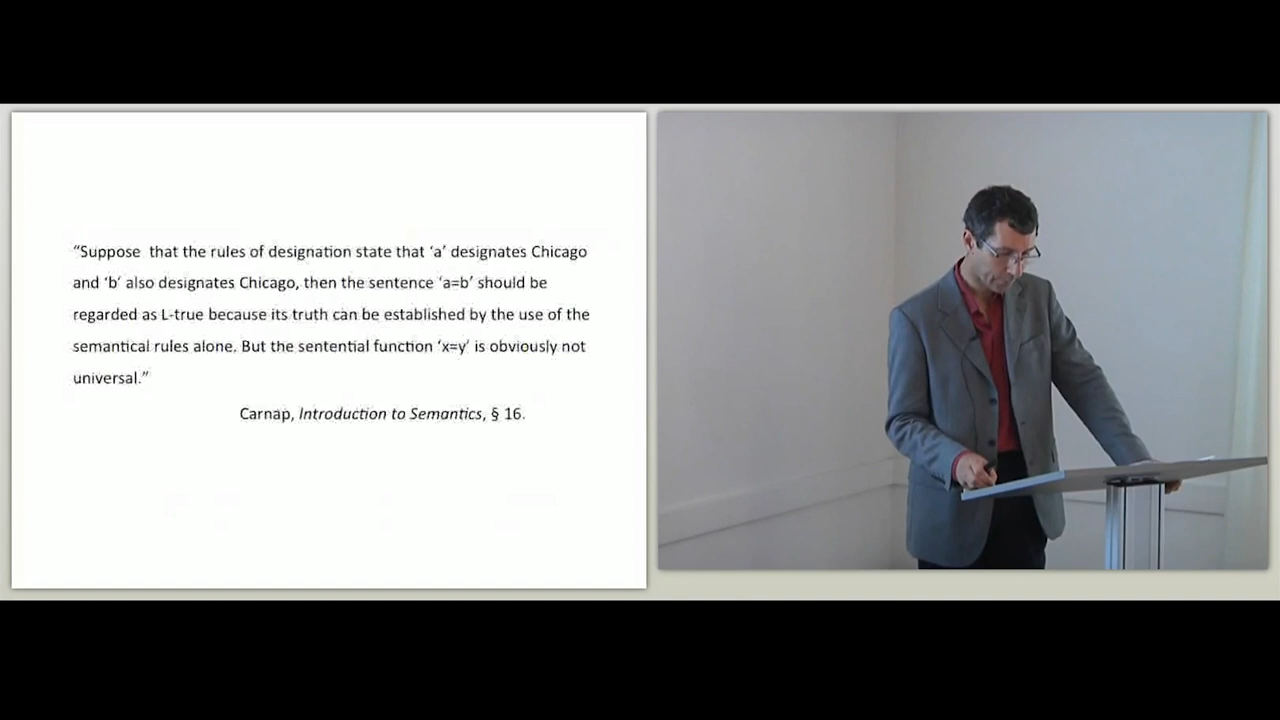 “Suppose  that the rules of designation state that ‘a’ designates Chicago
and ‘b‘ also designates Chicago, then the sentence ‘a=b’ should be
regarded as L-true because its truth can be established by the use of the
semantical rules alone. But the sentential function ‘x=y’ is obviously not
universal.”
Carnap, Introduction to Semantics, § 16.